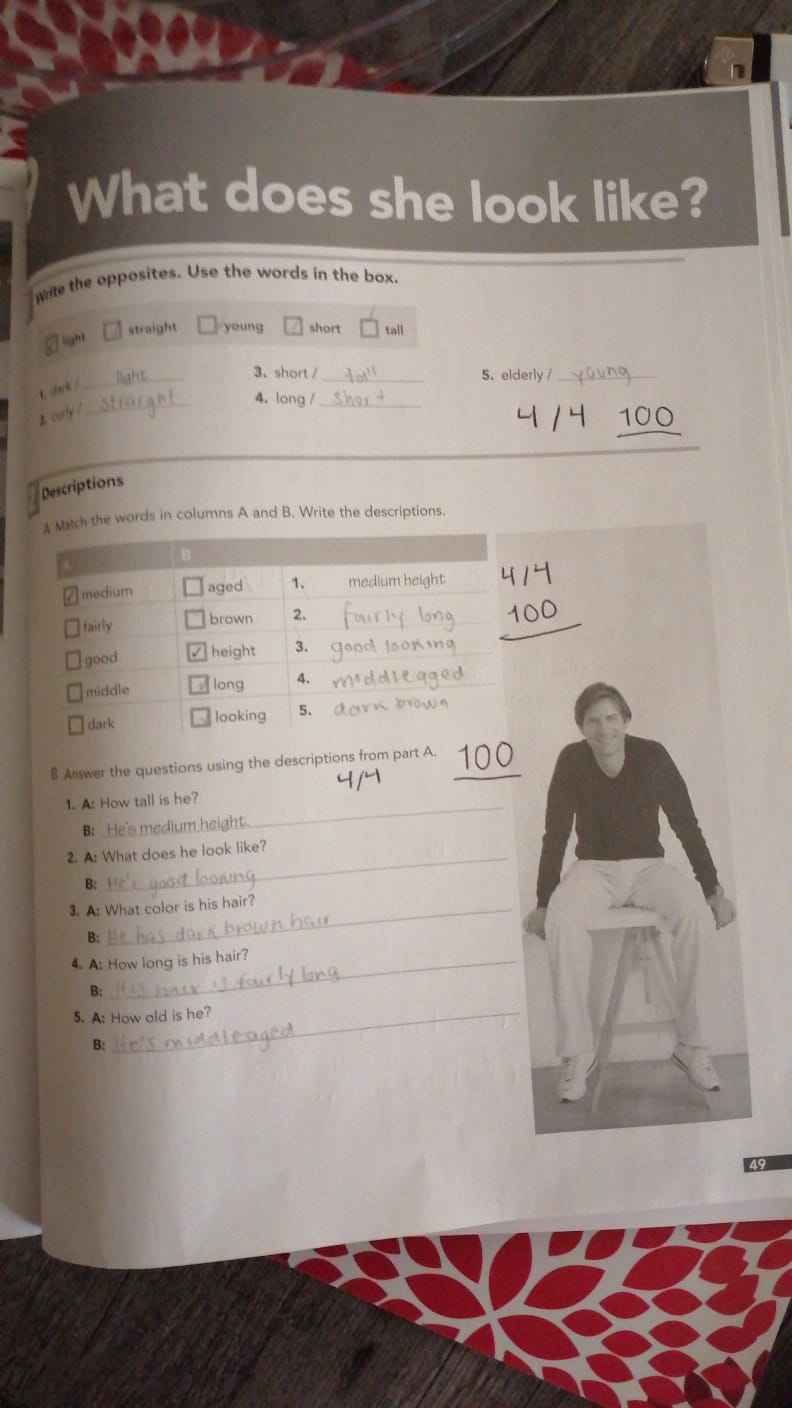 What does she look like?
Write the opposites. Use the words in the box.
light straight young short tall
1. dark / light 3. short / tall 5. elderly / young
2. curly / straight 4. long / short
4/4 100
Descriptions
A Match the words in columns A and B. Write the descriptions.
A B
medium aged 1. medium height 4/4
fairly brown 2. fairly long 100
good height 3. good looking
middle long 4. middle aged
dark looking 5. dark brown
B Answer the questions using the descriptions from part A. 100
4/4
1. A: How tall is he?
B: He's medium height.
2. A: What does he look like?
B: He's good looking
3. A: What color is his hair?
B: He has dark brown hair
4. A: How long is his hair?
B: His hair is fairly long
5. A: How old is he?
B: He's middle aged
49